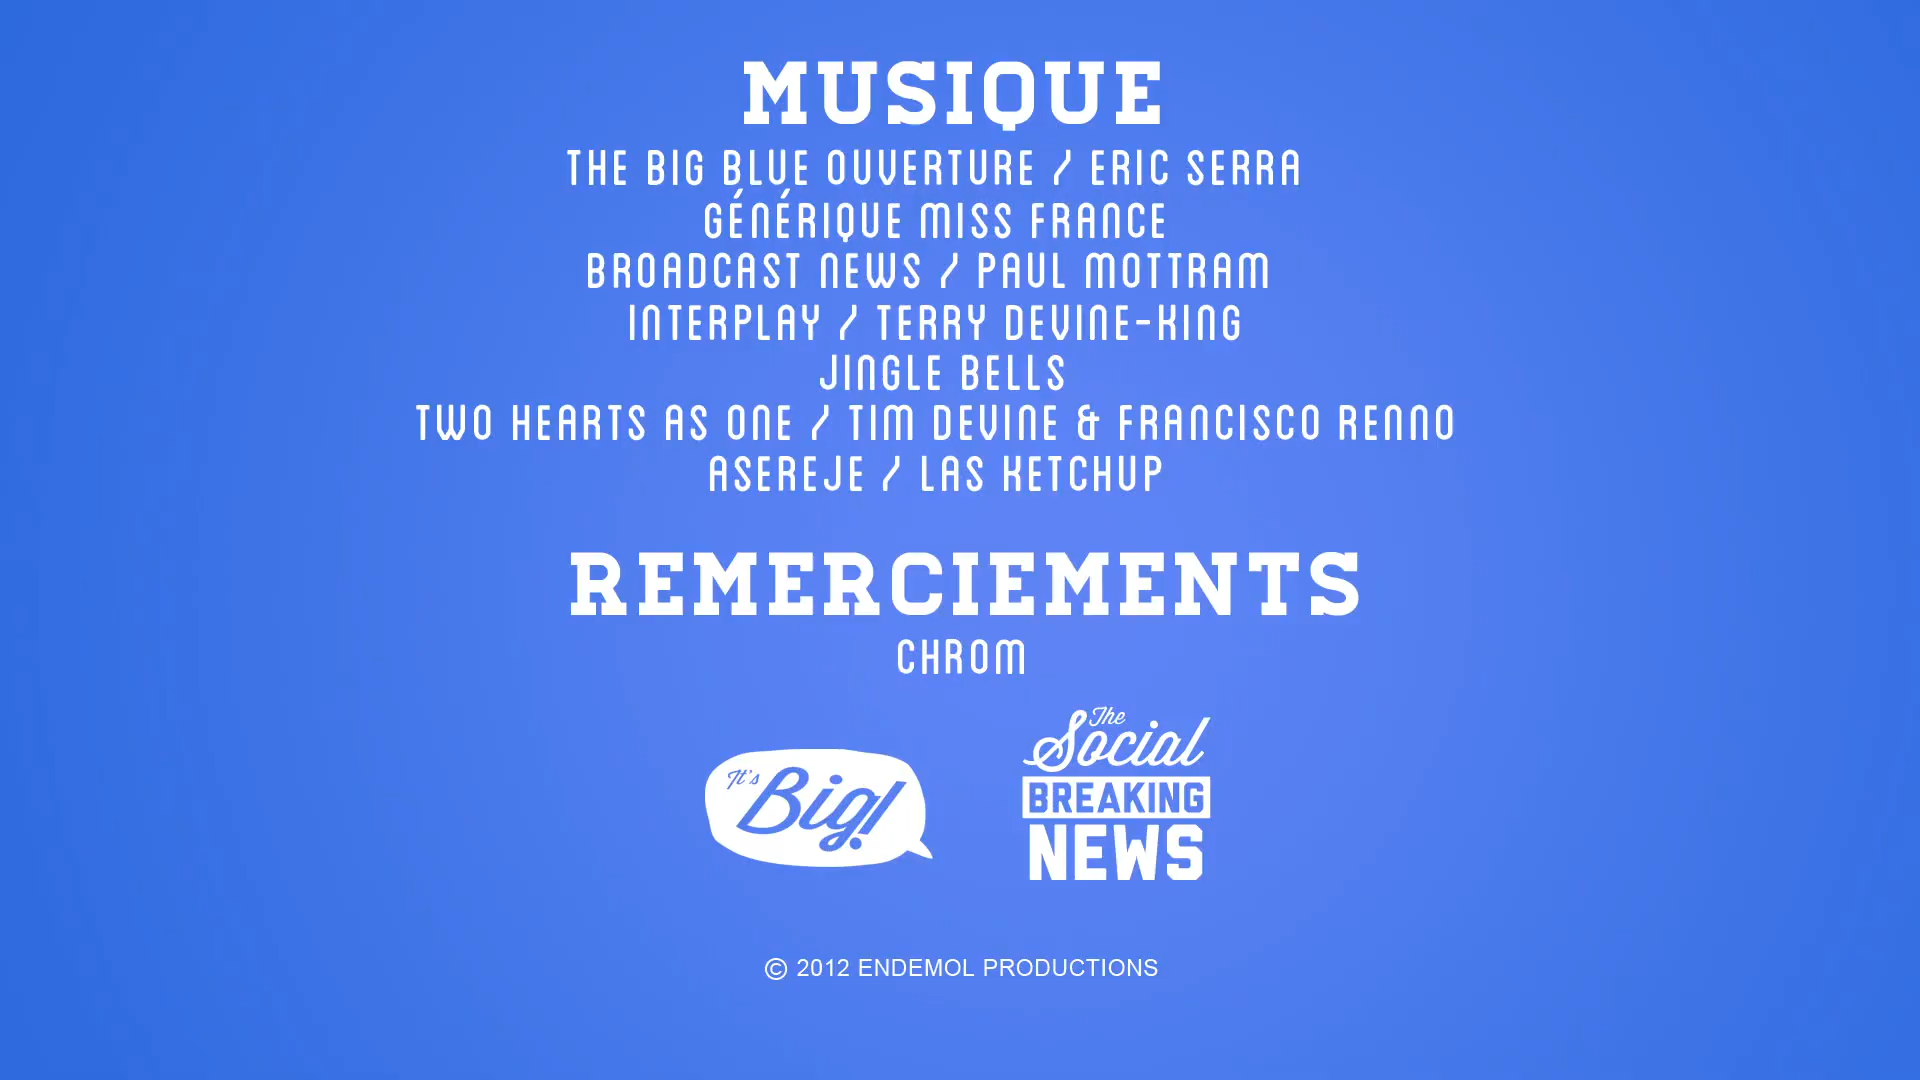 MUSIQUE
THE BIG BLUE OUVERTURE / ERIC SERRA
GÉNÉRIQUE MISS FRANCE
BROADCAST NEWS / PAUL MOTTRAM
INTERPLAY / TERRY DEVINE-KING
JINGLE BELLS
TWO HEARTS AS ONE / TIM DEVINE & FRANCISCO RENNO
ASEREJE / LAS KETCHUP
REMERCIEMENTS
CHROM
It's Big!
The
Social
BREAKING
NEWS
© 2012 ENDEMOL PRODUCTIONS